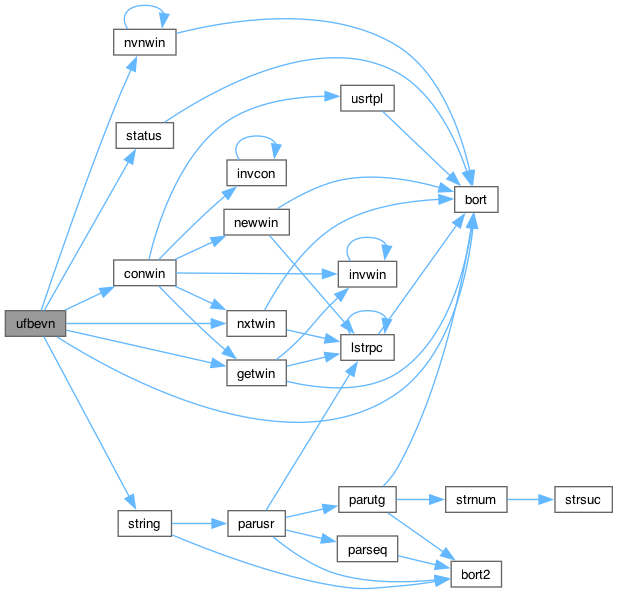 nvnwin
usrtpl
status
invcon
bort
newwin
conwin
invwin
ufbevn
nxtwin
lstrpc
getwin
parutg
strnum
strsuc
string
parusr
parseq
bort2